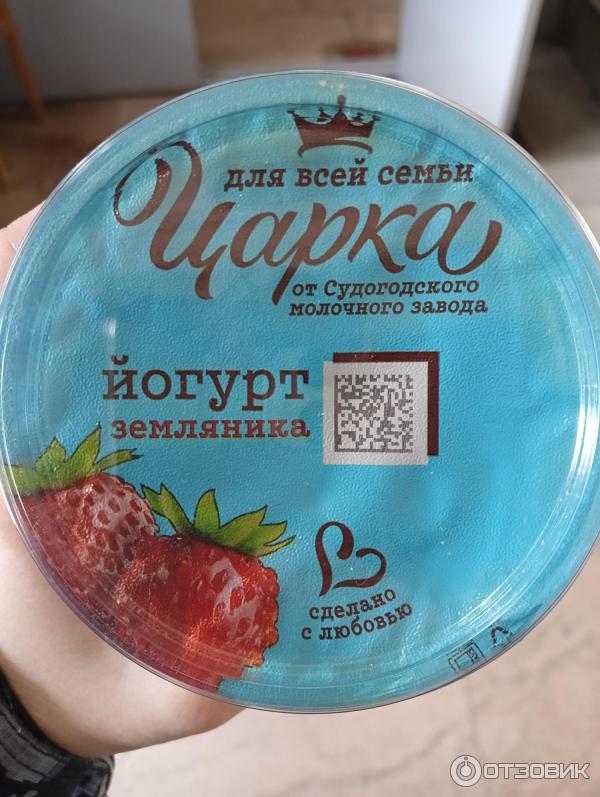 для всей семьи
Царка
от Судогодского
молочного завода
йогурт
земляника
сделано
с любовью
ОТЗОВИК